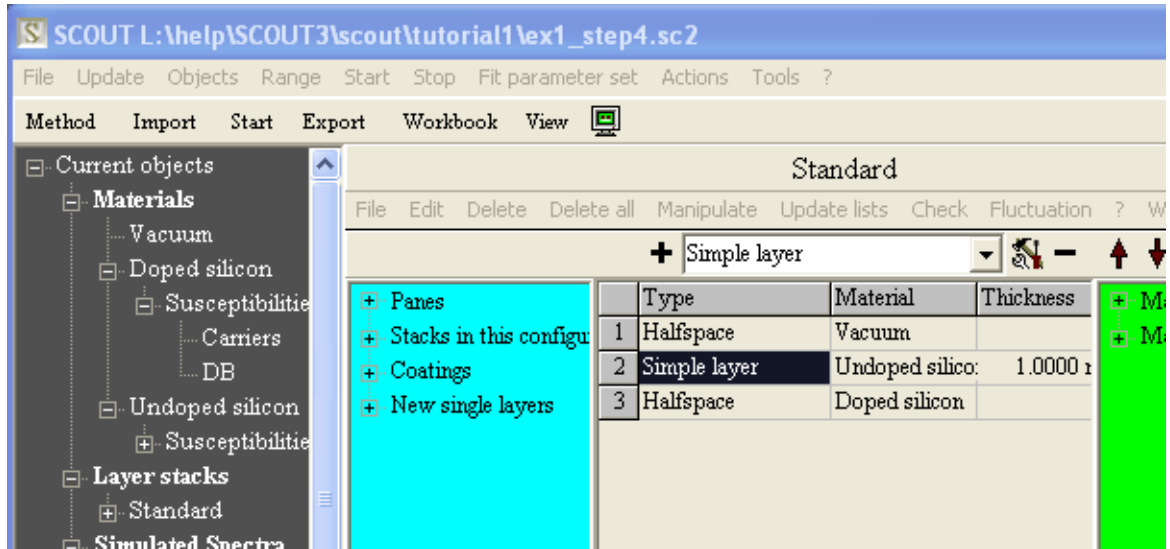 SCOUT L:\help\SCOUT3\scout\tutorial1\ex1_step4.sc2
File Update Objects Range Start Stop Fit parameter set Actions Tools ?
Method Import Start Export Workbook View
Current objects
Materials
Vacuum
Doped silicon
Susceptibilitie
Carriers
DB
Undoped silicon
Susceptibilitie
Layer stacks
Standard
Simulated Spectra
Standard
File Edit Delete Delete all Manipulate Update lists Check Fluctuation ? W
Simple layer
Panes
Stacks in this configu
Coatings
New single layers
Type Material Thickness
1 Halfspace Vacuum
2 Simple layer Undoped silico 1.0000
3 Halfspace Doped silicon
Ma
Ma